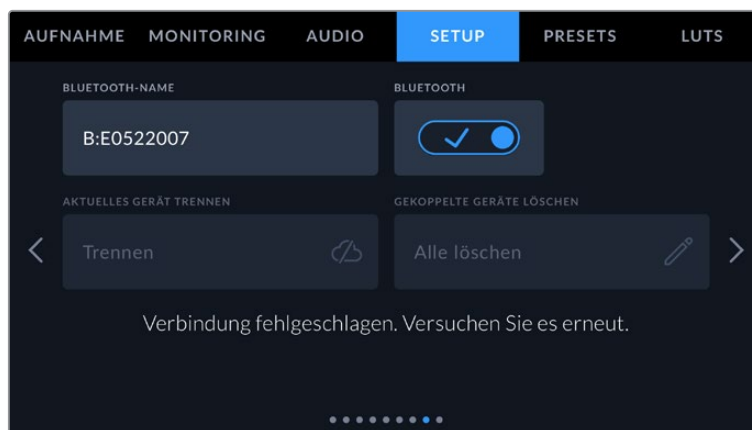 AUFNAHME MONITORING AUDIO SETUP PRESETS LUTS
BLUETOOTH-NAME BLUETOOTH
B:E0522007
AKTUELLES GERÄT TRENNEN GEKOPPELTE GERÄTE LÖSCHEN
Trennen Alle löschen
Verbindung fehlgeschlagen. Versuchen Sie es erneut.